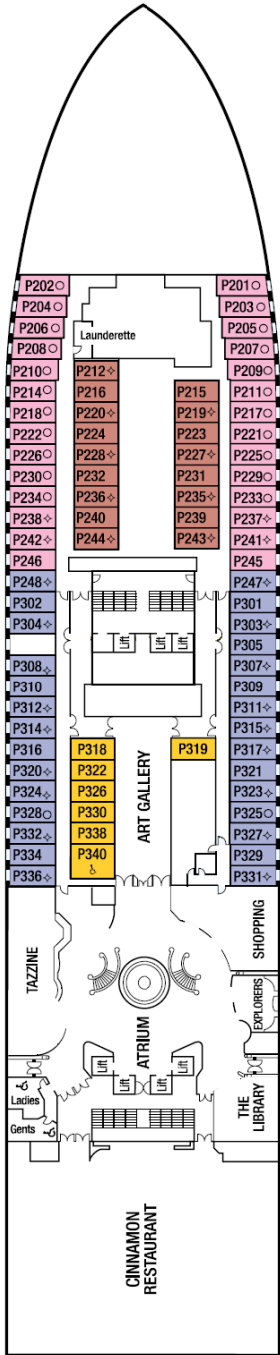 P202○ P201○
P204○ P203○
Launderette
P206○ P205○
P208○ P207○
P210○ P212✧ P209○
P214○ P216 P215 P211○
P218○ P220✧ P219✧ P217○
P222○ P224 P223 P221○
P226○ P228✧ P227✧ P225○
P230○ P232 P231 P229○
P234○ P236✧ P235✧ P233○
P238✧ P240 P239 P237✧
P242✧ P244✧ P243✧ P241✧
P246 P245
P248✧ P247✧
P302 P301
P304✧ P303✧
Lift Lift Lift
P305
P308✧ P307✧
P310 P309
P312✧ P311✧
P314✧ P315✧
P316 P318 P319 P317✧
P320✧ P322 P321
P324✧ P326 P323✧
P328○ P330 P325○
P332✧ P338 P327✧
P334 P340 P329
P336✧ P331✧
ART GALLERY
SHOPPING
TAZZINE
EXPLORERS
ATRIUM
Lift Lift Lift Lift
THE
LIBRARY
Ladies
Gents
CINNAMON
RESTAURANT